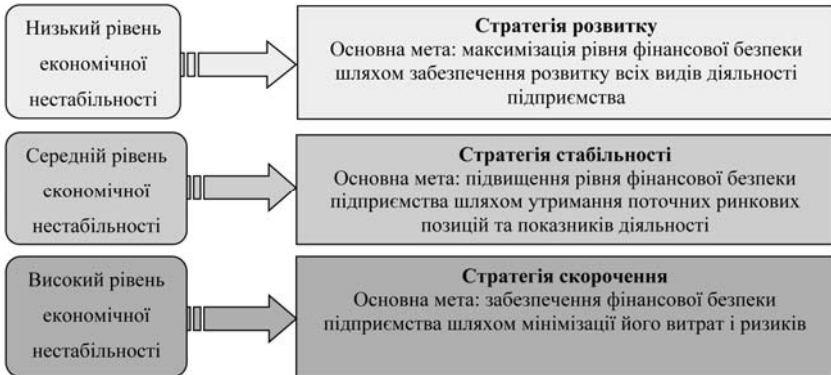 Низький рівень
економічної
нестабільності
Стратегія розвитку
Основна мета: максимізація рівня фінансової безпеки
шляхом забезпечення розвитку всіх видів діяльності
підприємства
Середній рівень
економічної
нестабільності
Стратегія стабільності
Основна мета: підвищення рівня фінансової безпеки
підприємства шляхом утримання поточних ринкових
позицій та показників діяльності
Високий рівень
економічної
нестабільності
Стратегія скорочення
Основна мета: забезпечення фінансової безпеки
підприємства шляхом мінімізації його витрат і ризиків